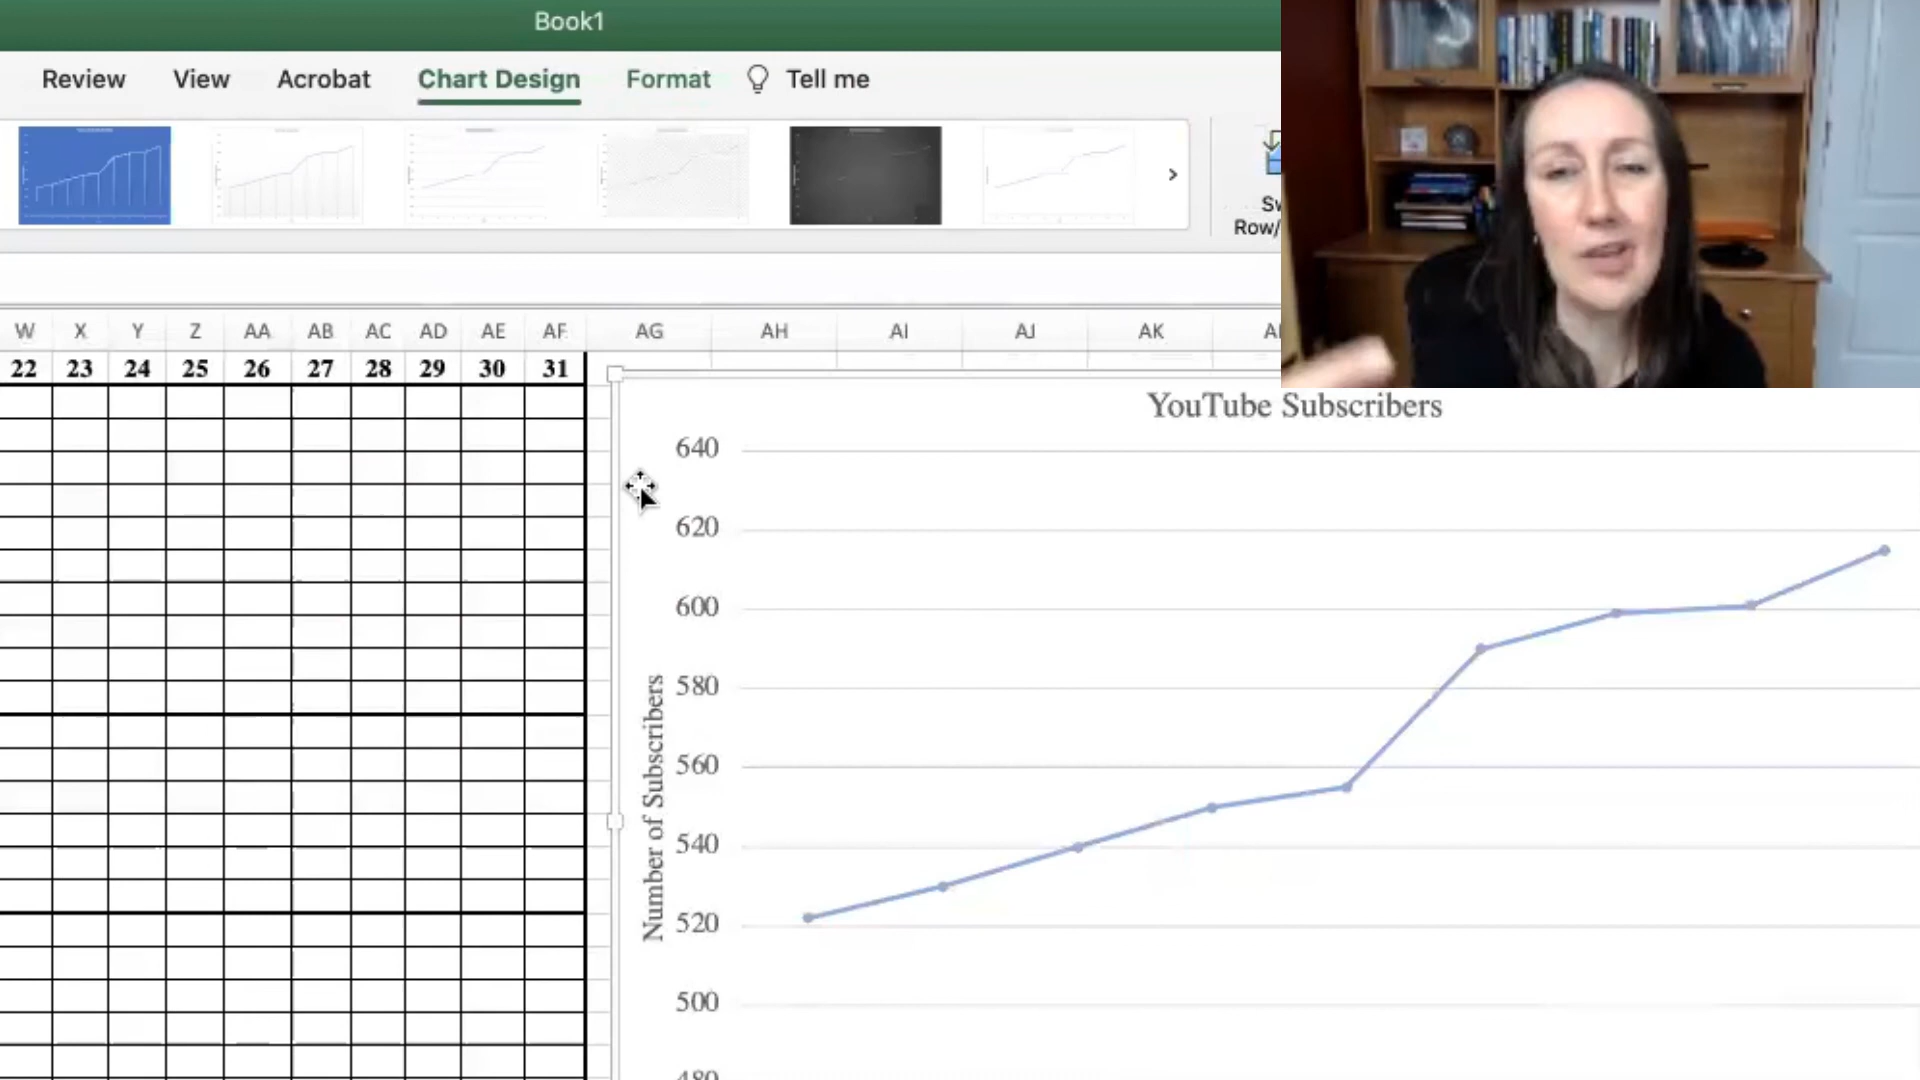 Book1
Review View Acrobat Chart Design Format Tell me
Row/
W X Y Z AA AB AC AD AE AF AG AH AI AJ AK
22 23 24 25 26 27 28 29 30 31
YouTube Subscribers
640
620
600
580
560
540
520
500
480
Number of Subscribers